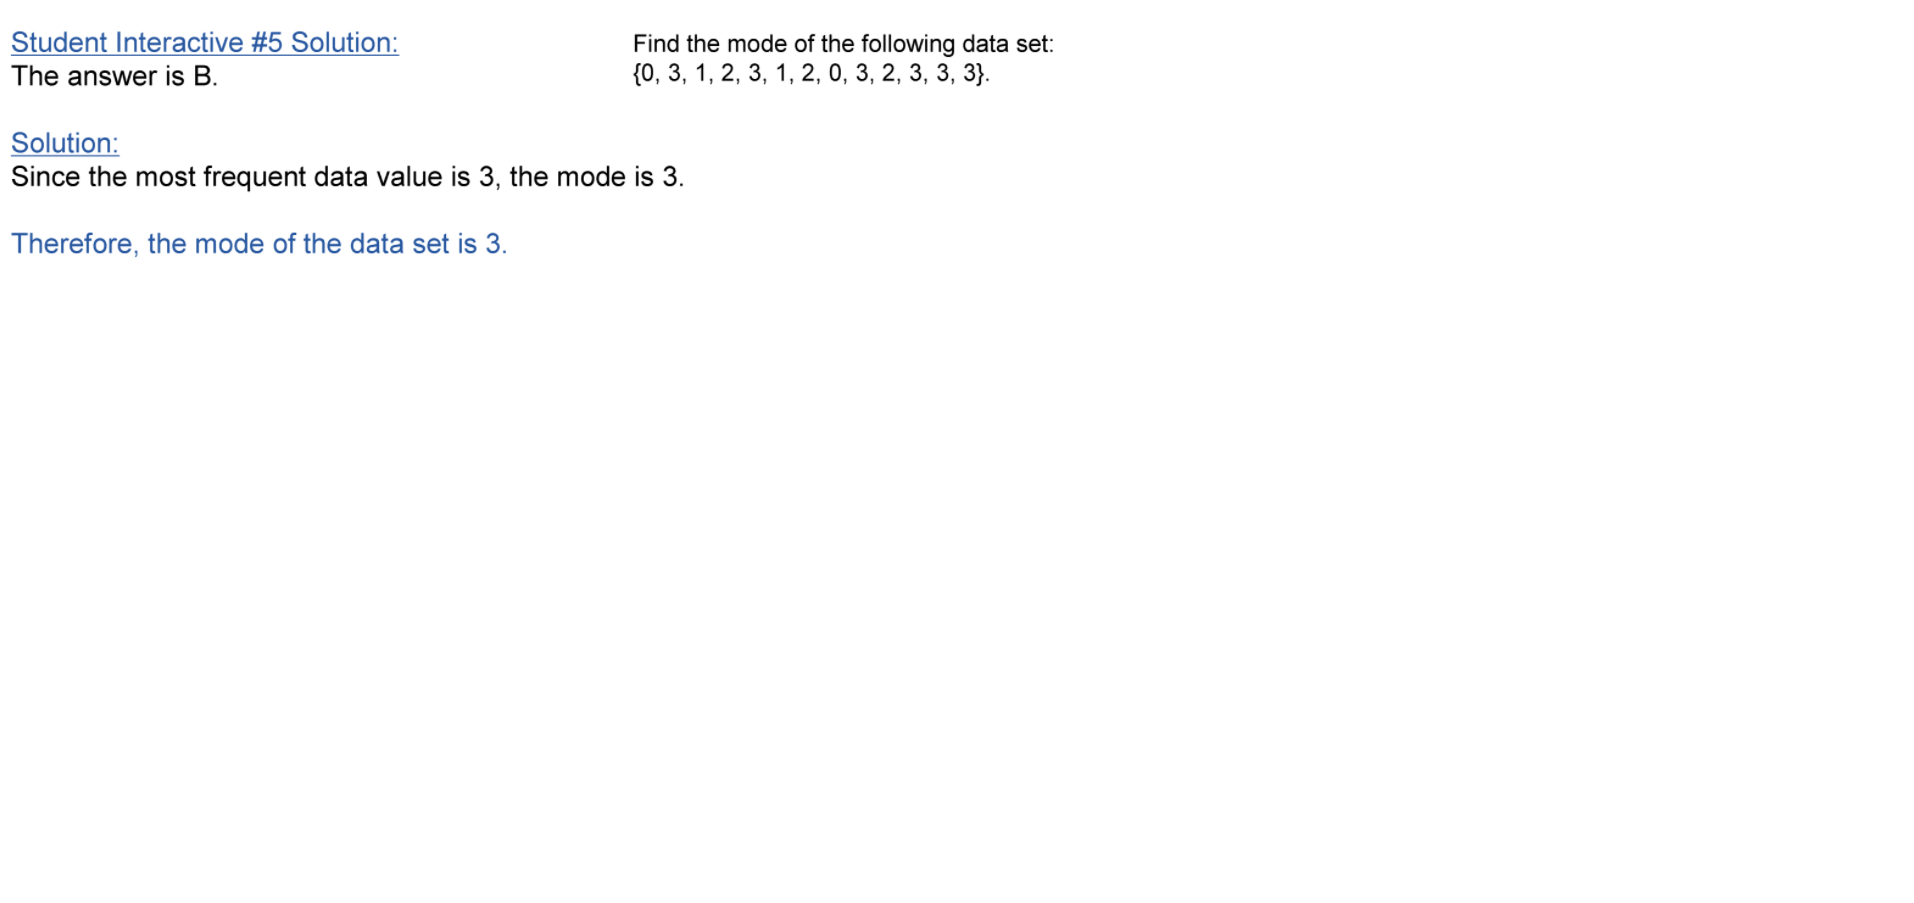 Student Interactive #5 Solution:
The answer is B.
Find the mode of the following data set:
{0, 3, 1, 2, 3, 1, 2, 0, 3, 2, 3, 3, 3}.
Solution:
Since the most frequent data value is 3, the mode is 3.
Therefore, the mode of the data set is 3.